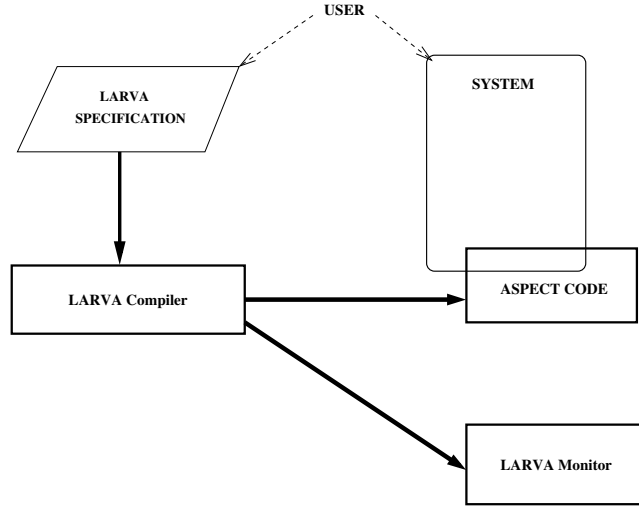 USER
LARVA
SPECIFICATION
SYSTEM
LARVA Compiler
ASPECT CODE
LARVA Monitor